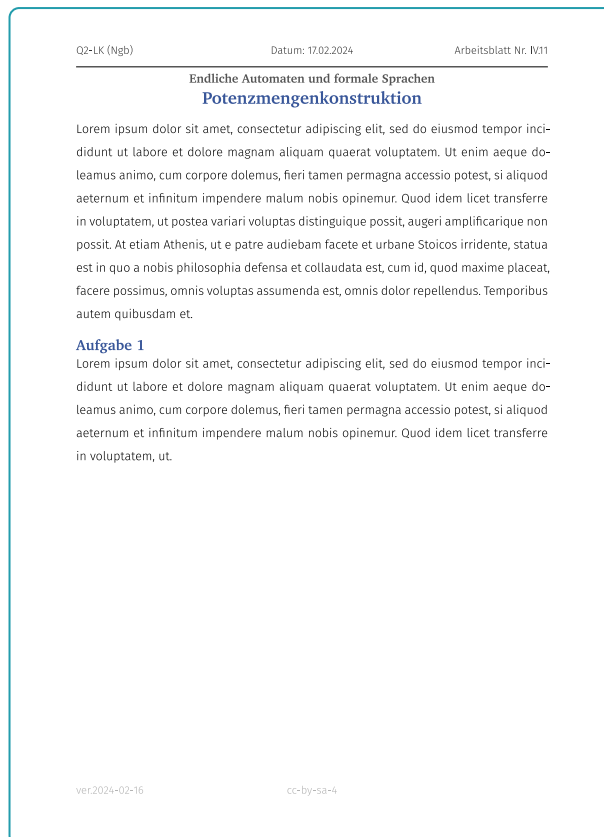 Q2-LK (Ngb) Datum: 17.02.2024 Arbeitsblatt Nr. IV.11
Endliche Automaten und formale Sprachen
Potenzmengenkonstruktion
Lorem ipsum dolor sit amet, consectetur adipiscing elit, sed do eiusmod tempor inci-
didunt ut labore et dolore magnam aliquam quaerat voluptatem. Ut enim aeque do-
leamus animo, cum corpore dolemus, fieri tamen permagna accessio potest, si aliquod
aeternum et infinitum impendere malum nobis opinemur. Quod idem licet transferre
in voluptatem, ut postea variari voluptas distinguique possit, augeri amplificarique non
possit. At etiam Athenis, ut e patre audiebam facete et urbane Stoicos irridente, statua
est in quo a nobis philosophia defensa et collaudata est, cum id, quod maxime placeat,
facere possimus, omnis voluptas assumenda est, omnis dolor repellendus. Temporibus
autem quibusdam et.
Aufgabe 1
Lorem ipsum dolor sit amet, consectetur adipiscing elit, sed do eiusmod tempor inci-
didunt ut labore et dolore magnam aliquam quaerat voluptatem. Ut enim aeque do-
leamus animo, cum corpore dolemus, fieri tamen permagna accessio potest, si aliquod
aeternum et infinitum impendere malum nobis opinemur. Quod idem licet transferre
in voluptatem, ut.
ver.2024-02-16 cc-by-sa-4